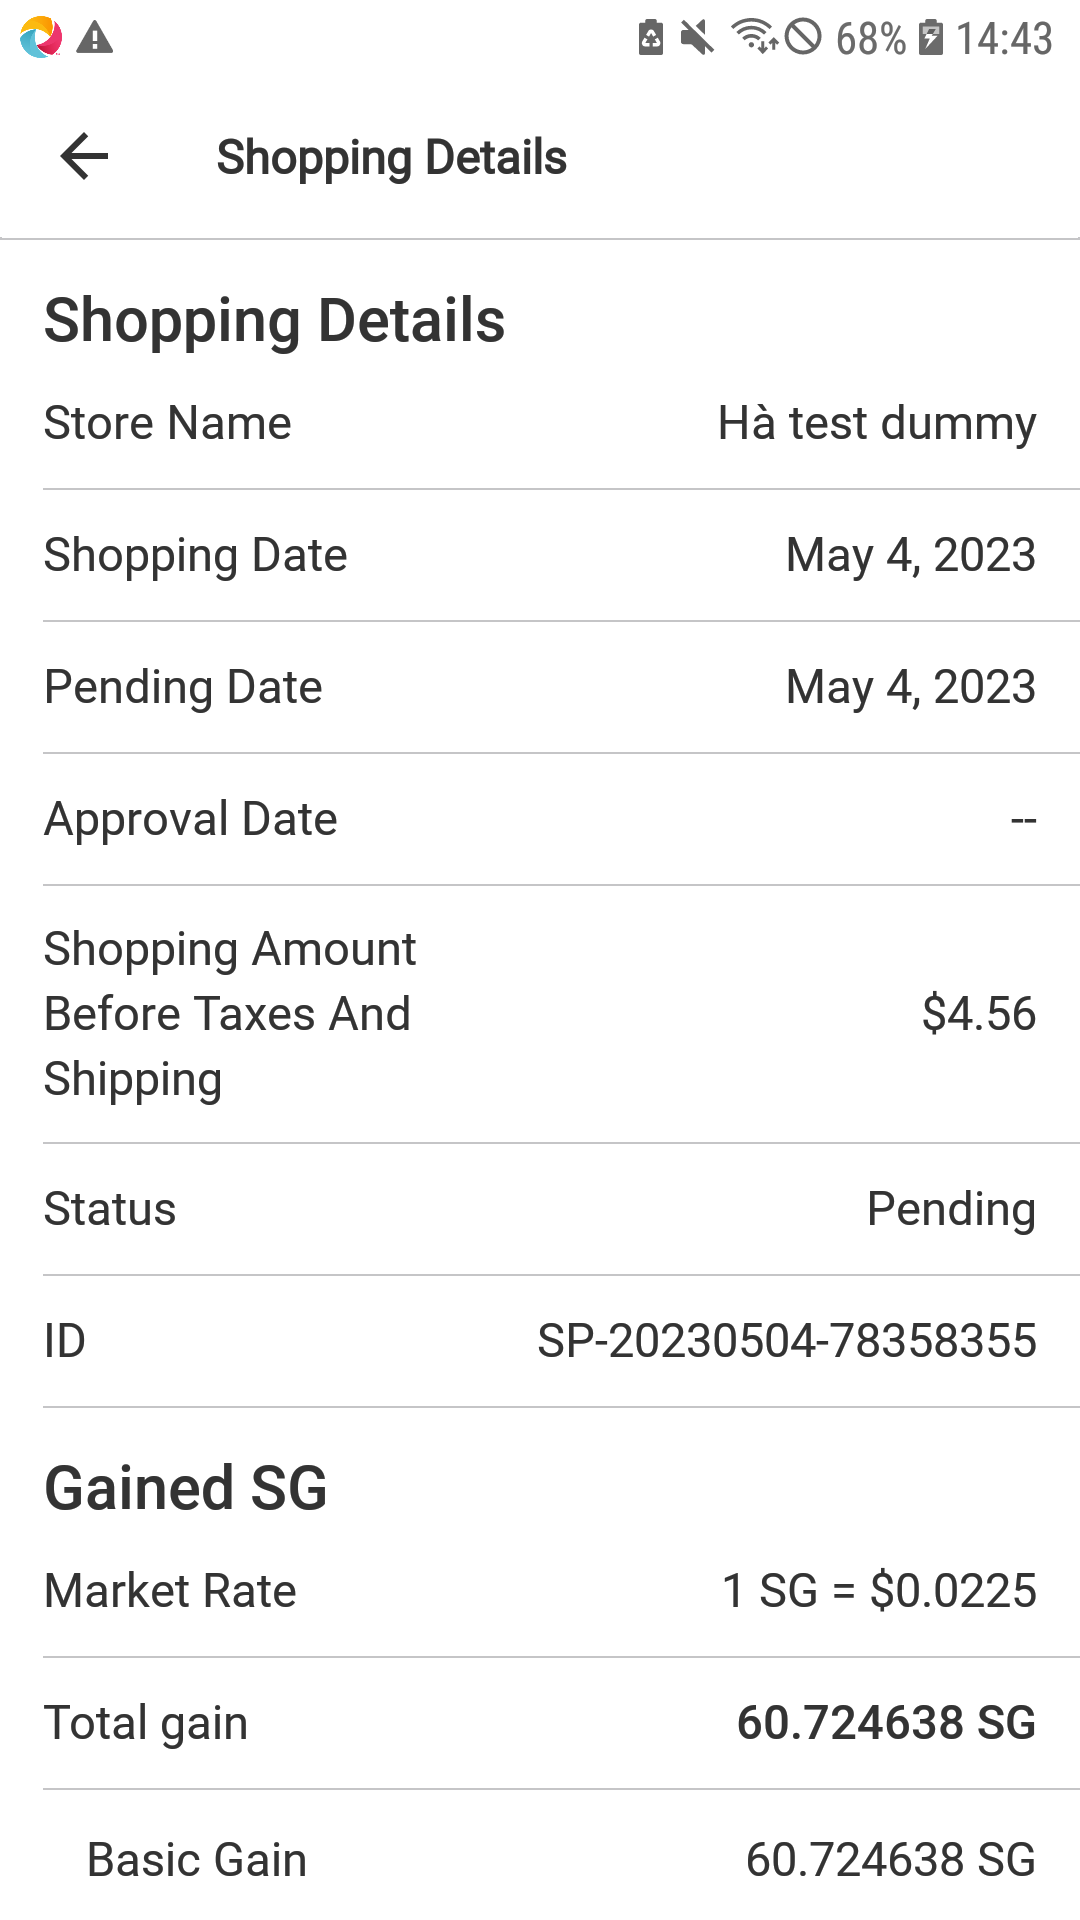 68% 14:43
Shopping Details
Shopping Details
Store Name Hà test dummy
Shopping Date May 4, 2023
Pending Date May 4, 2023
Approval Date --
Shopping Amount
Before Taxes And
Shipping
$4.56
Status Pending
ID SP-20230504-78358355
Gained SG
Market Rate 1 SG = $0.0225
Total gain 60.724638 SG
Basic Gain 60.724638 SG